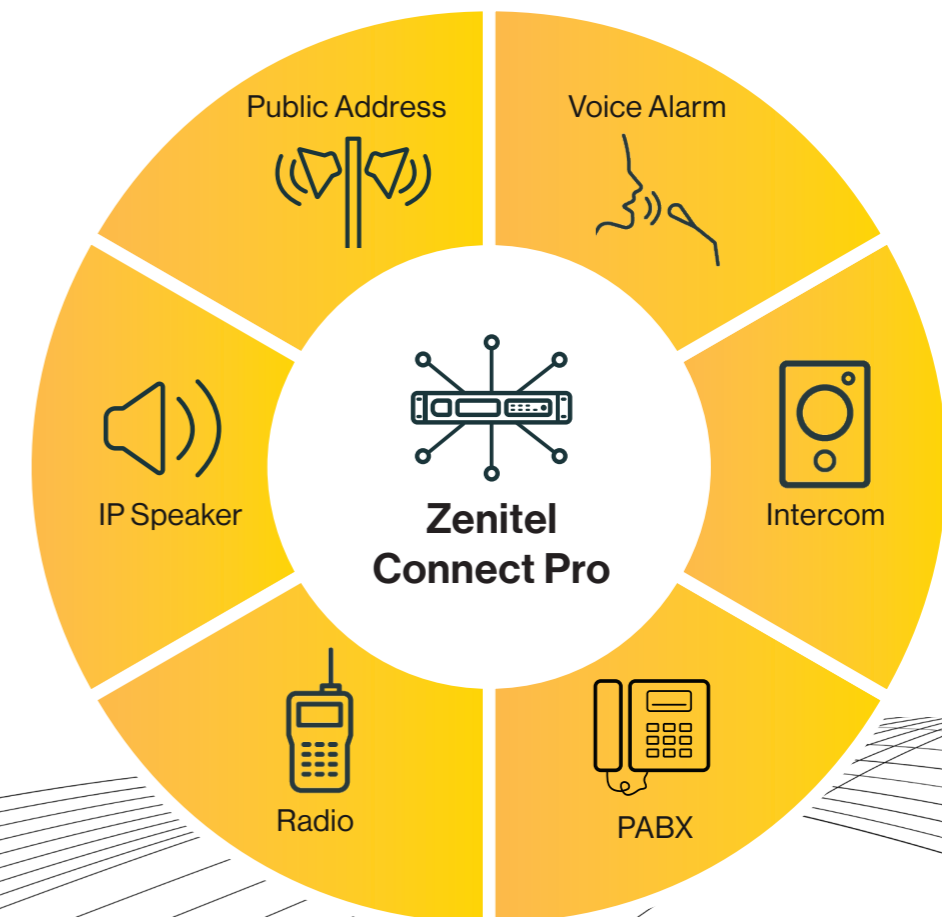 Public Address
Voice Alarm
IP Speaker
Zenitel
Connect Pro
Intercom
Radio
PABX